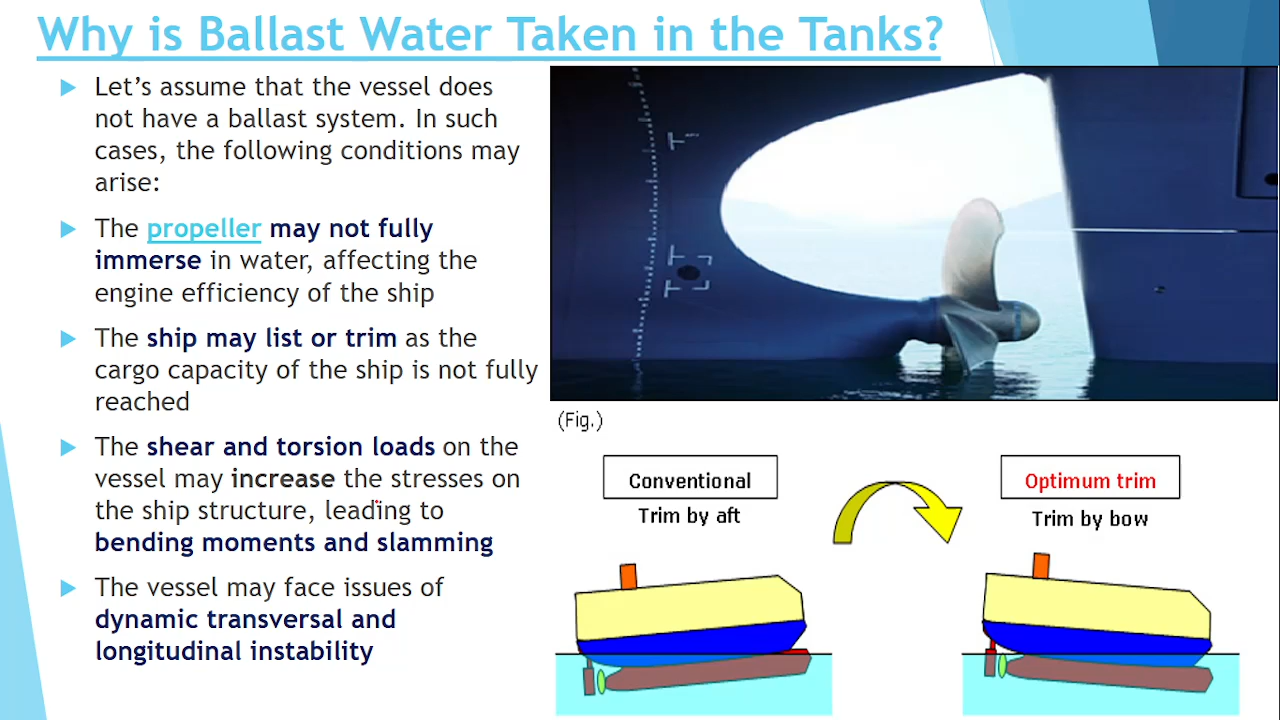 Why is Ballast Water Taken in the Tanks?
Let's assume that the vessel does
not have a ballast system. In such
cases, the following conditions may
arise:
The propeller may not fully
immerse in water, affecting the
engine efficiency of the ship
The ship may list or trim as the
cargo capacity of the ship is not fully
reached
The shear and torsion loads on the
vessel may increase the stresses on
the ship structure, leading to
bending moments and slamming
The vessel may face issues of
dynamic transversal and
longitudinal instability
(Fig.)
Conventional
Trim by aft
Optimum trim
Trim by bow